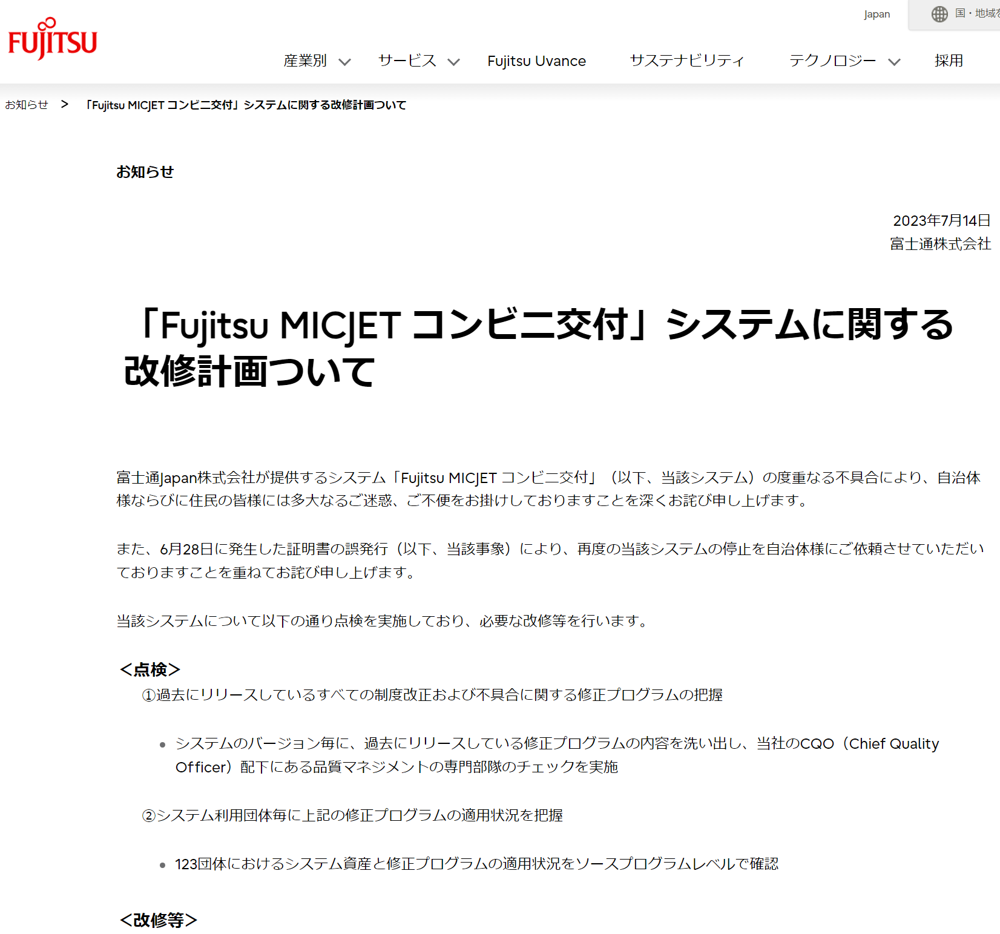 Japan
国・地域
FUJITSU
産業別 サービス Fujitsu Uvance サステナビリティ テクノロジー 採用
お知らせ > 「Fujitsu MICJET コンビニ交付」システムに関する改修計画ついて
お知らせ
2023年7月14日
富士通株式会社
「Fujitsu MICJET コンビニ交付」システムに関する
改修計画ついて
富士通Japan株式会社が提供するシステム「Fujitsu MICJET コンビニ交付」（以下、当該システム）の度重なる不具合により、自治体
様ならびに住民の皆様には多大なるご迷惑、ご不便をお掛けしておりますことを深くお詫び申し上げます。
また、6月28日に発生した証明書の誤発行（以下、当該事象）により、再度の当該システムの停止を自治体様にご依頼させていただい
ておりますことを重ねてお詫び申し上げます。
当該システムについて以下の通り点検を実施しており、必要な改修等を行います。
＜点検＞
①過去にリリースしているすべての制度改正および不具合に関する修正プログラムの把握
• システムのバージョン毎に、過去にリリースしている修正プログラムの内容を洗い出し、当社のCQO（Chief Quality
Officer）配下にある品質マネジメントの専門部隊のチェックを実施
②システム利用団体毎に上記の修正プログラムの適用状況を把握
• 123団体におけるシステム資産と修正プログラムの適用状況をソースプログラムレベルで確認
＜改修等＞